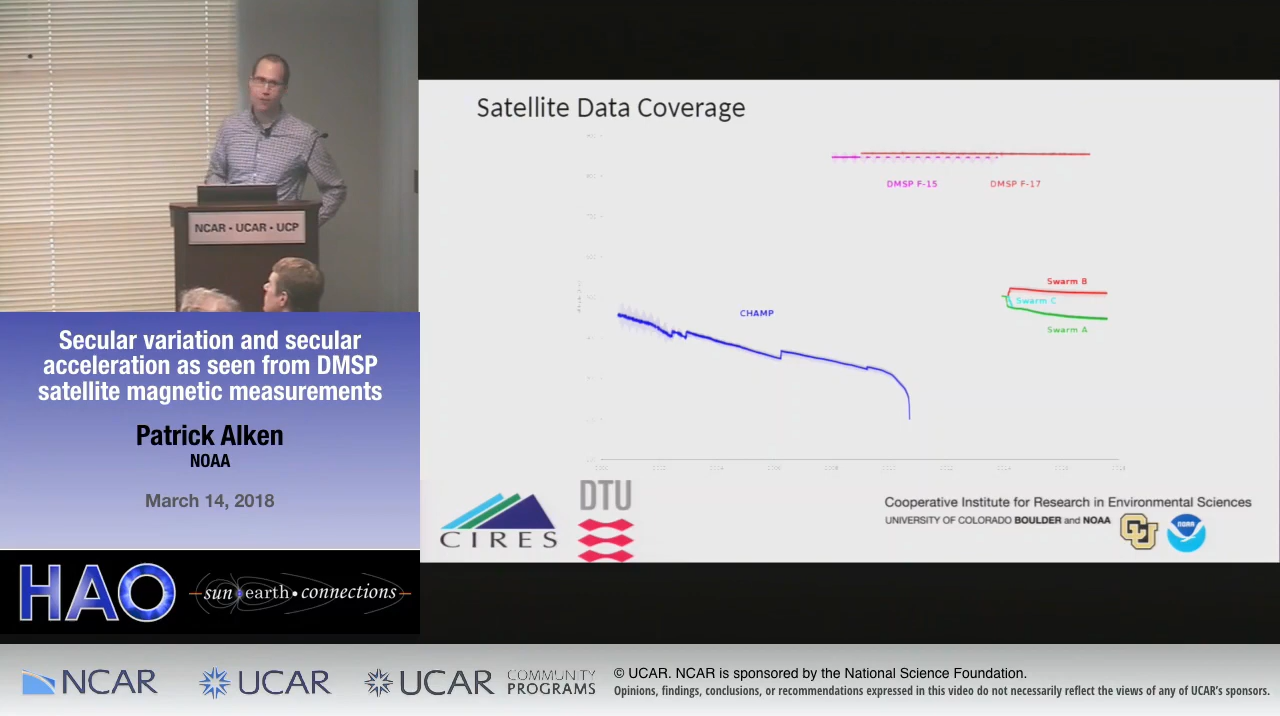 Satellite Data Coverage
DMSP F-15
DMSP F-17
Swarm B
Swarm C
Swarm A
CHAMP
NCAR • UCAR • UCP
Secular variation and secular
acceleration as seen from DMSP
satellite magnetic measurements
Patrick Alken
NOAA
March 14, 2018
CIRES
DTU
Cooperative Institute for Research in Environmental Sciences
UNIVERSITY OF COLORADO BOULDER and NOAA
CU
NOAA
HAO
sun • earth • connections
NCAR
UCAR
UCAR
COMMUNITY
PROGRAMS
© UCAR. NCAR is sponsored by the National Science Foundation.
Opinions, findings, conclusions, or recommendations expressed in this video do not necessarily reflect the views of any of UCAR's sponsors.